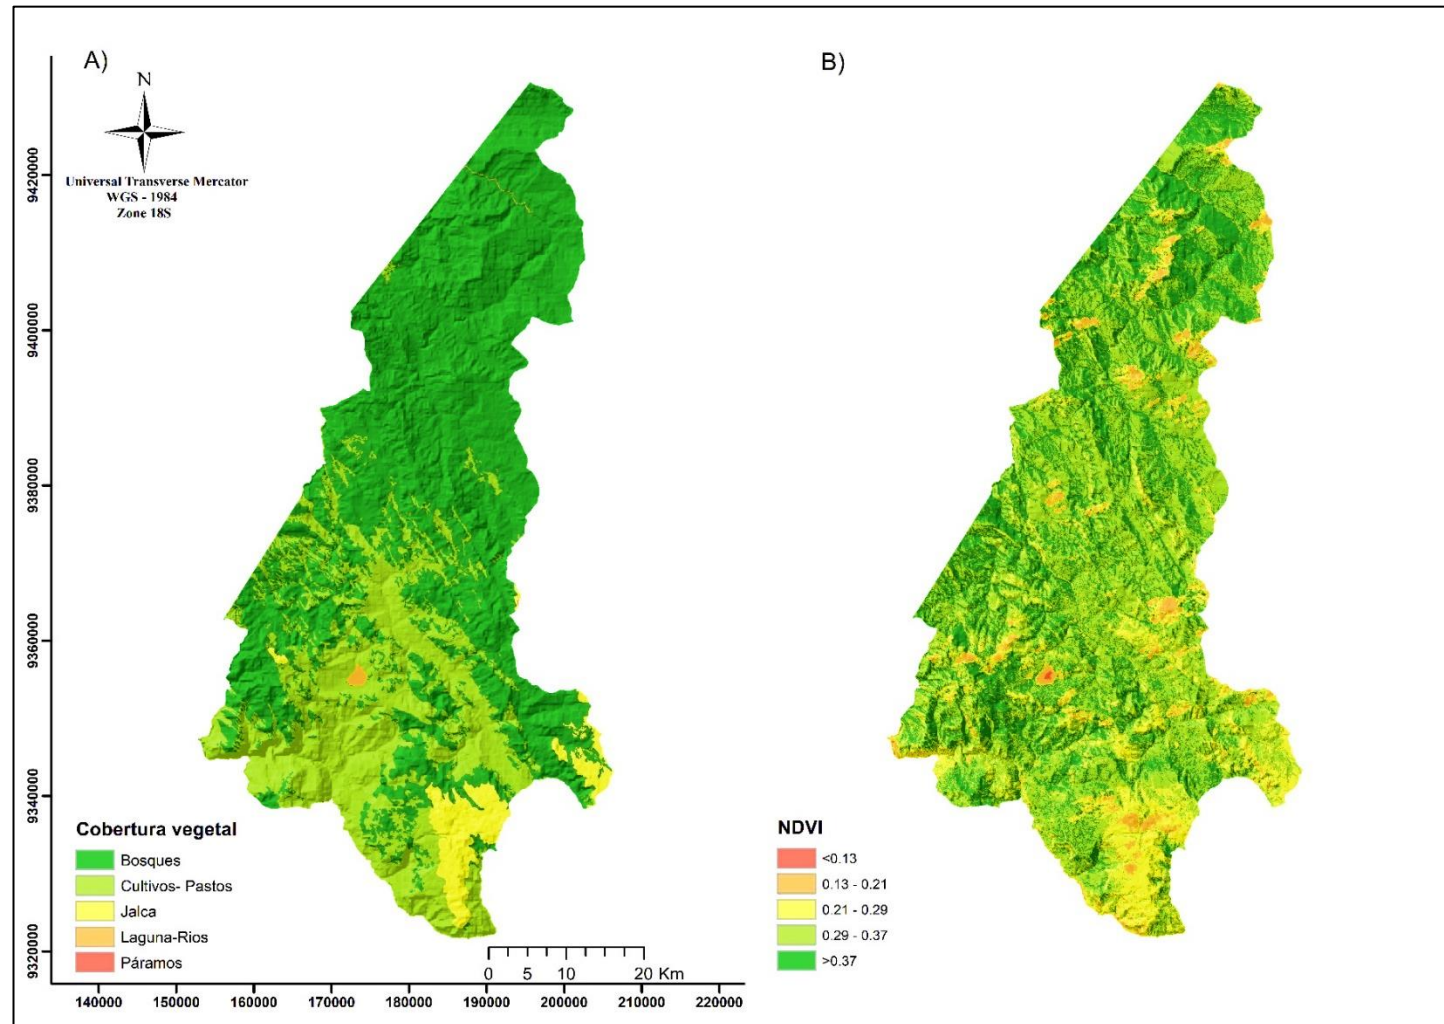 A)
B)
N
Universal Transverse Mercator
WGS - 1984
Zone 18S
9420000
9400000
9380000
9360000
9340000
9320000
Cobertura vegetal
Bosques
Cultivos- Pastos
Jalca
Laguna-Rios
Páramos
0 5 10 20 Km
140000 150000 160000 170000 180000 190000 200000 210000 220000
NDVI
<0.13
0.13 - 0.21
0.21 - 0.29
0.29 - 0.37
>0.37